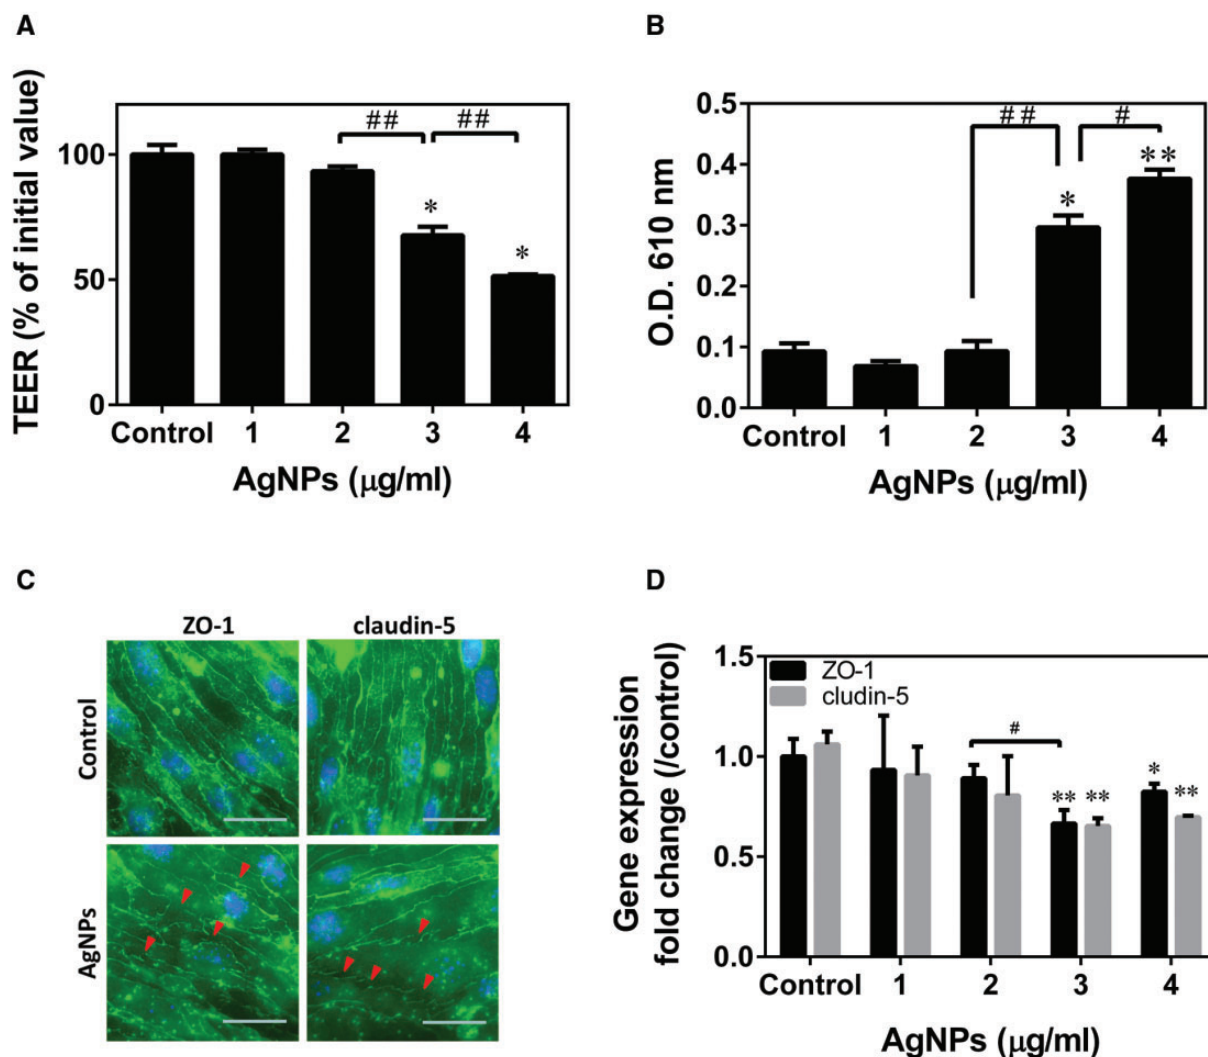 A
TEER (% of initial value)
100
50
0
##
##
*
*
Control 1 2 3 4
AgNPs (μg/ml)
B
O.D. 610 nm
0.5
0.4
0.3
0.2
0.1
0.0
##
#
*
**
Control 1 2 3 4
AgNPs (μg/ml)
C
ZO-1 claudin-5
Control
AgNPs
D
Gene expression
fold change (/control)
1.5
1.0
0.5
0.0
ZO-1
cludin-5
#
** ** * **
Control 1 2 3 4
AgNPs (μg/ml)